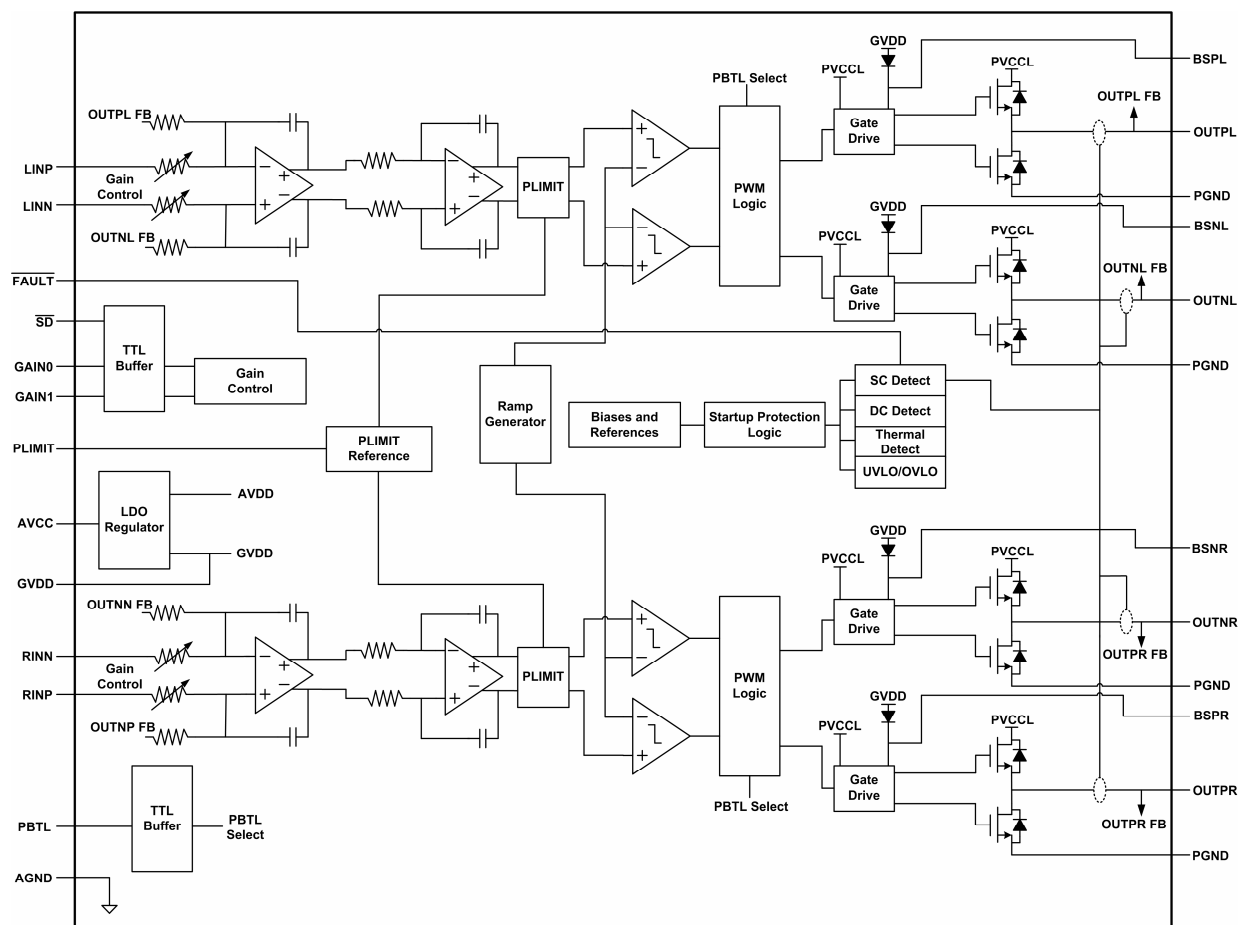 GVDD
BSPL
PVCCL
PVCCL
PBTL Select
OUTPL FB
OUTPL FB
Gate
Drive
OUTPL
LINP
Gain
Control
PLIMIT
PWM
Logic
LINN
PGND
GVDD
BSNL
OUTNL FB
PVCCL
PVCCL
OUTNL FB
FAULT
Gate
Drive
OUTNL
SD
TTL
Buffer
GAIN0
Gain
Control
GAIN1
PGND
Ramp
Generator
Biases and
References
Startup Protection
Logic
SC Detect
DC Detect
Thermal
Detect
UVLO/OVLO
PLIMIT
PLIMIT
Reference
AVDD
LDO
Regulator
AVCC
GVDD
GVDD
GVDD
BSNR
PVCCL
PVCCL
OUTNN FB
Gate
Drive
OUTNR
RINN
Gain
Control
PLIMIT
PWM
Logic
OUTPR FB
RINP
PGND
GVDD
BSPR
OUTNP FB
PVCCL
PVCCL
Gate
Drive
OUTPR
PBTL Select
OUTPR FB
TTL
Buffer
PBTL
PBTL
Select
PGND
AGND
+
−